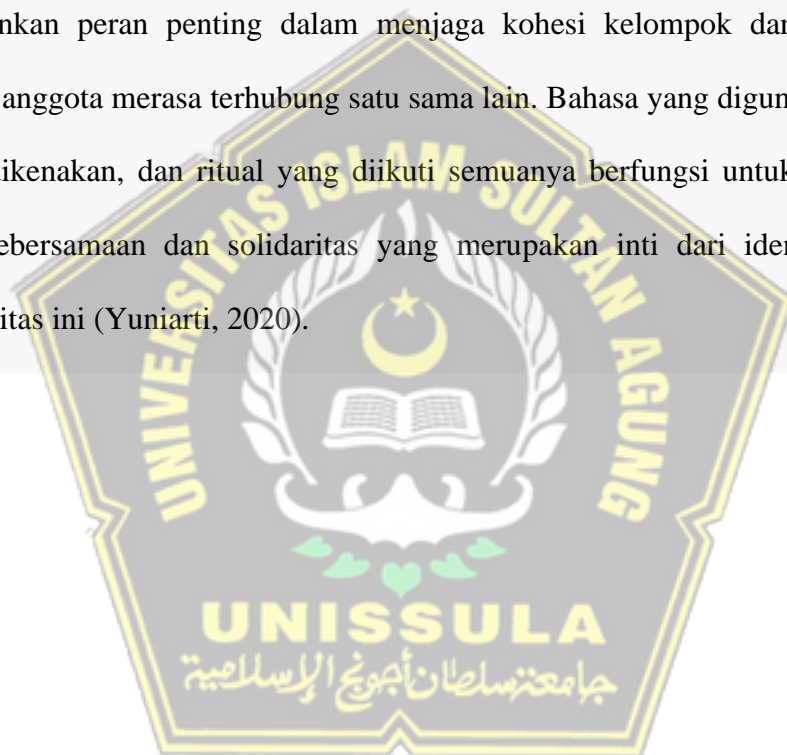 nkan peran penting dalam menjaga kohesi kelompok dan
anggota merasa terhubung satu sama lain. Bahasa yang digun
ikenakan, dan ritual yang diikuti semuanya berfungsi untuk
ebersamaan dan solidaritas yang merupakan inti dari iden
itas ini (Yuniarti, 2020).
UNIVERSITAS ISLAM SULTAN AGUNG
UNISSULA
جامعة سلطان أجونج الإسلامية